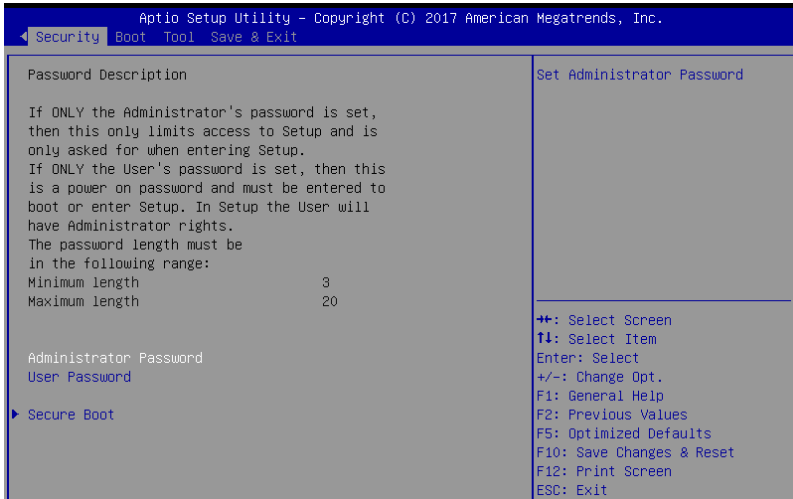 Aptio Setup Utility – Copyright (C) 2017 American Megatrends, Inc.
Security Boot Tool Save & Exit
Password Description
If ONLY the Administrator's password is set,
then this only limits access to Setup and is
only asked for when entering Setup.
If ONLY the User's password is set, then this
is a power on password and must be entered to
boot or enter Setup. In Setup the User will
have Administrator rights.
The password length must be
in the following range:
Minimum length 3
Maximum length 20
Administrator Password
User Password
Secure Boot
Set Administrator Password
→←: Select Screen
↑↓: Select Item
Enter: Select
+/-: Change Opt.
F1: General Help
F2: Previous Values
F5: Optimized Defaults
F10: Save Changes & Reset
F12: Print Screen
ESC: Exit